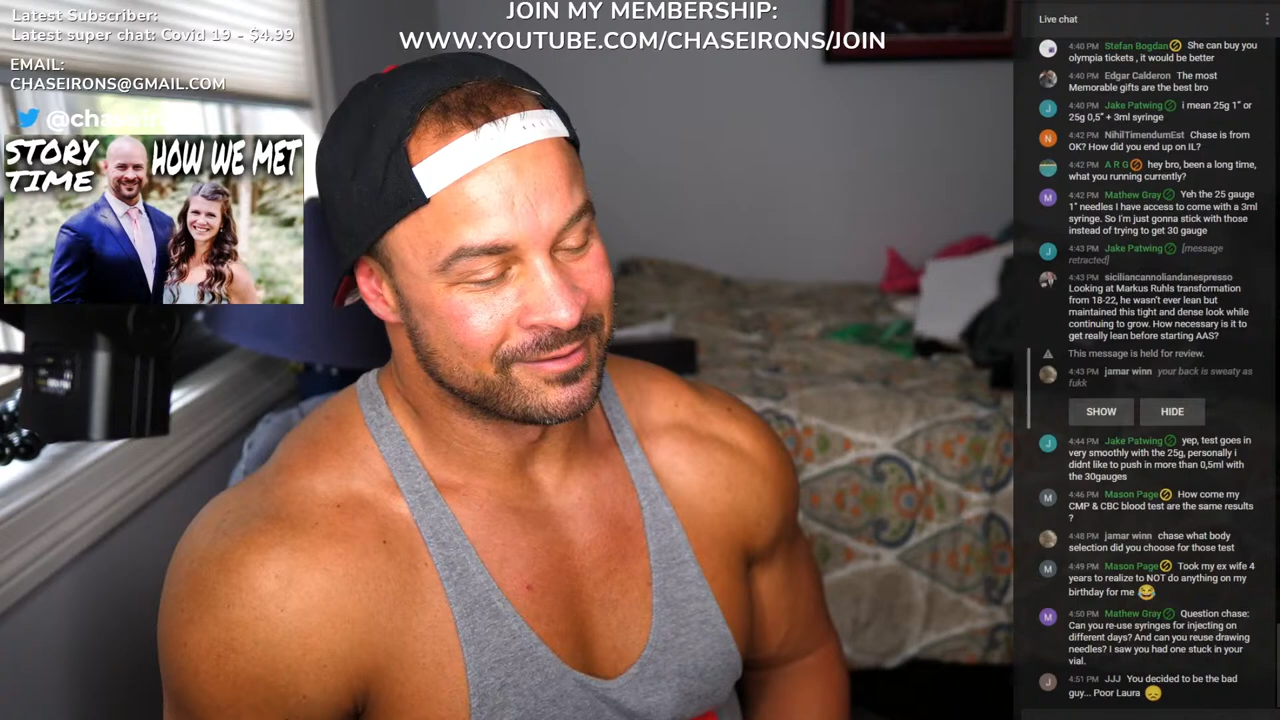 Latest Subscriber:
Latest super chat: Covid 19 - $4.99
EMAIL:
CHASEIRONS@GMAIL.COM
STORY TIME
HOW WE MET
JOIN MY MEMBERSHIP:
WWW.YOUTUBE.COM/CHASEIRONS/JOIN
Live chat
4:40 PM Stefan Bogdan She can buy you
olympia tickets , it would be better
4:40 PM Edgar Calderon The most
Memorable gifts are the best bro
J
4:40 PM Jake Patwing i mean 25g 1” or
25g 0,5” + 3ml syringe
N
4:42 PM NihilTimendumEst Chase is from
OK? How did you end up on IL?
4:42 PM A R G hey bro, been a long time,
what you running currently?
M
4:42 PM Mathew Gray Yeh the 25 gauge
1” needles I have access to come with a 3ml
syringe. So I'm just gonna stick with those
instead of trying to get 30 gauge
J
4:43 PM Jake Patwing [message
retracted]
4:43 PM siciliancannoliandanespresso
Looking at Markus Ruhls transformation
from 18-22, he wasn't ever lean but
maintained this tight and dense look while
continuing to grow. How necessary is it to
get really lean before starting AAS?
This message is held for review.
4:43 PM jamar winn your back is sweaty as
fukk
SHOW HIDE
J
4:44 PM Jake Patwing yep, test goes in
very smoothly with the 25g, personally i
didnt like to push in more than 0,5ml with
the 30gauges
M
4:46 PM Mason Page How come my
CMP & CBC blood test are the same results
?
4:48 PM jamar winn chase what body
selection did you choose for those test
M
4:49 PM Mason Page Took my ex wife 4
years to realize to NOT do anything on my
birthday for me 😂
M
4:50 PM Mathew Gray Question chase:
Can you re-use syringes for injecting on
different days? And can you reuse drawing
needles? I saw you had one stuck in your
vial.
J
4:51 PM JJJ You decided to be the bad
guy... Poor Laura 😞